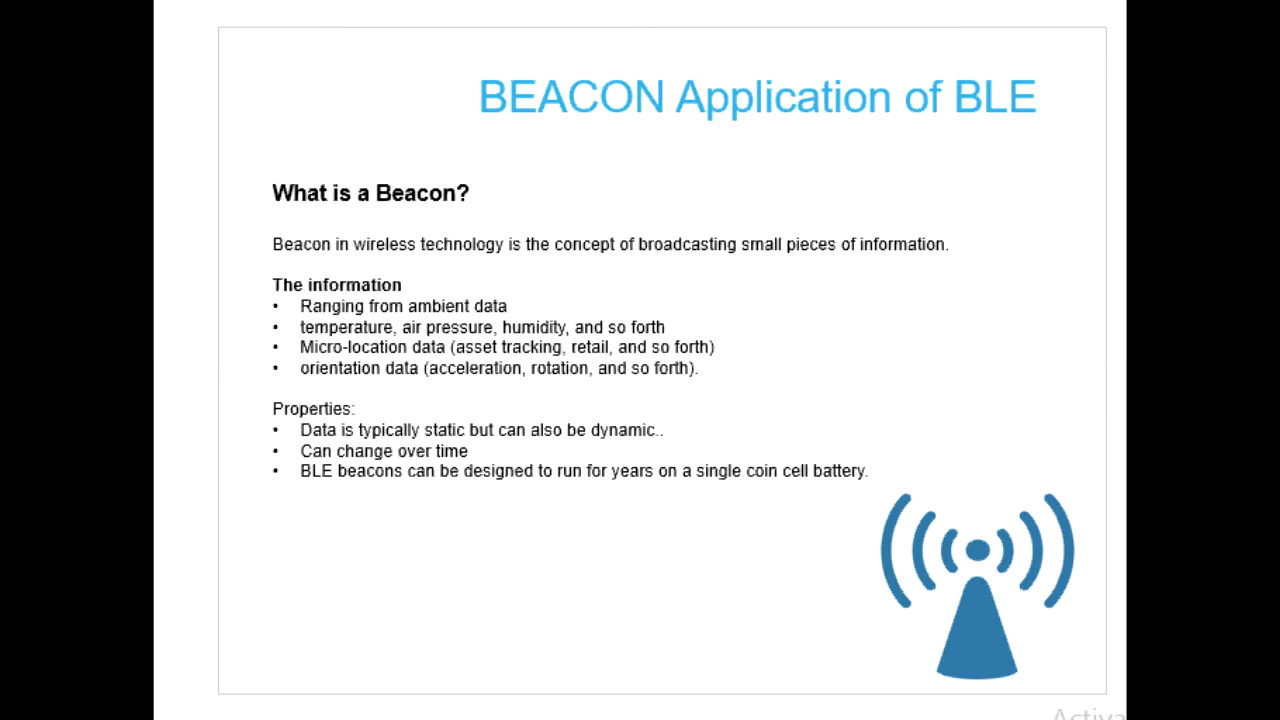 BEACON Application of BLE
What is a Beacon?
Beacon in wireless technology is the concept of broadcasting small pieces of information.
The information
• Ranging from ambient data
• temperature, air pressure, humidity, and so forth
• Micro-location data (asset tracking, retail, and so forth)
• orientation data (acceleration, rotation, and so forth).
Properties:
• Data is typically static but can also be dynamic..
• Can change over time
• BLE beacons can be designed to run for years on a single coin cell battery.